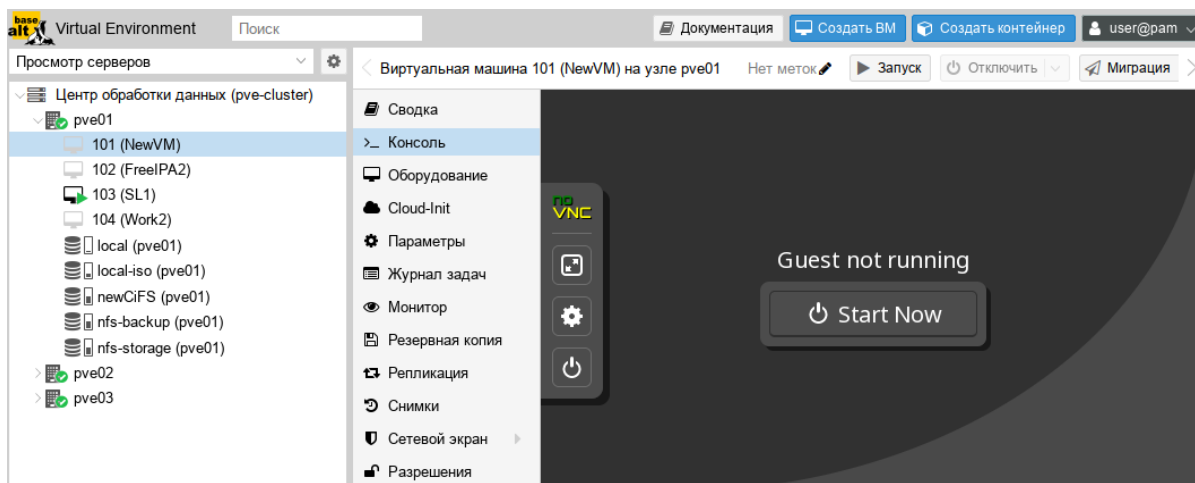 base alt Virtual Environment Поиск Документация Создать ВМ Создать контейнер user@pam
Просмотр серверов
Виртуальная машина 101 (NewVM) на узле pve01 Нет меток Запуск Отключить Миграция
Центр обработки данных (pve-cluster)
pve01
101 (NewVM)
102 (FreeIPA2)
103 (SL1)
104 (Work2)
local (pve01)
local-iso (pve01)
newCiFS (pve01)
nfs-backup (pve01)
nfs-storage (pve01)
pve02
pve03
Сводка
>_ Консоль
Оборудование
Cloud-Init
Параметры
Журнал задач
Монитор
Резервная копия
Репликация
Снимки
Сетевой экран
Разрешения
no
VNC
Guest not running
Start Now